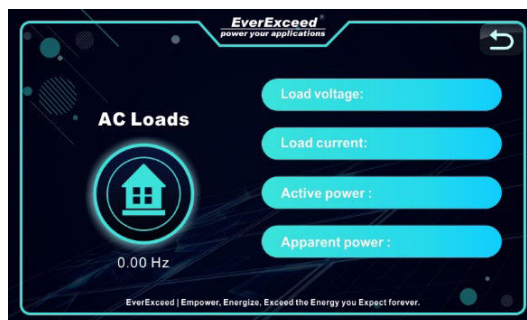 EverExceed®
power your applications
AC Loads
0.00 Hz
Load voltage:
Load current:
Active power :
Apparent power :
EverExceed | Empower, Energize, Exceed the Energy you Expect forever.